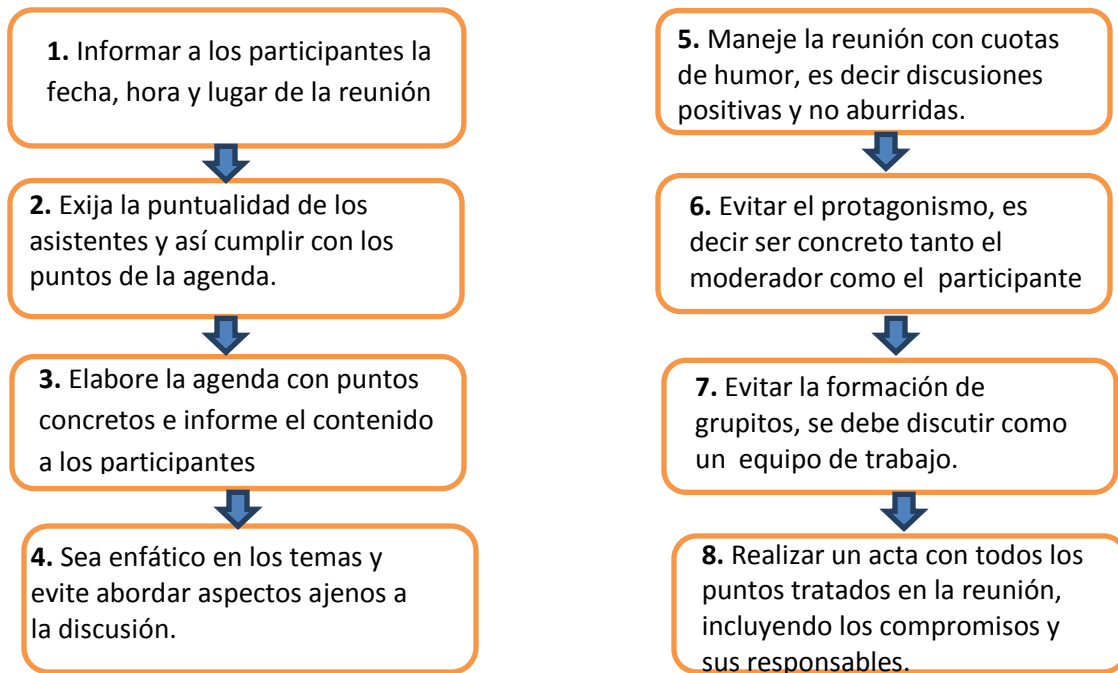 1. Informar a los participantes la
fecha, hora y lugar de la reunión
2. Exija la puntualidad de los
asistentes y así cumplir con los
puntos de la agenda.
3. Elabore la agenda con puntos
concretos e informe el contenido
a los participantes
4. Sea enfático en los temas y
evite abordar aspectos ajenos a
la discusión.
5. Maneje la reunión con cuotas
de humor, es decir discusiones
positivas y no aburridas.
6. Evitar el protagonismo, es
decir ser concreto tanto el
moderador como el participante
7. Evitar la formación de
grupitos, se debe discutir como
un equipo de trabajo.
8. Realizar un acta con todos los
puntos tratados en la reunión,
incluyendo los compromisos y
sus responsables.